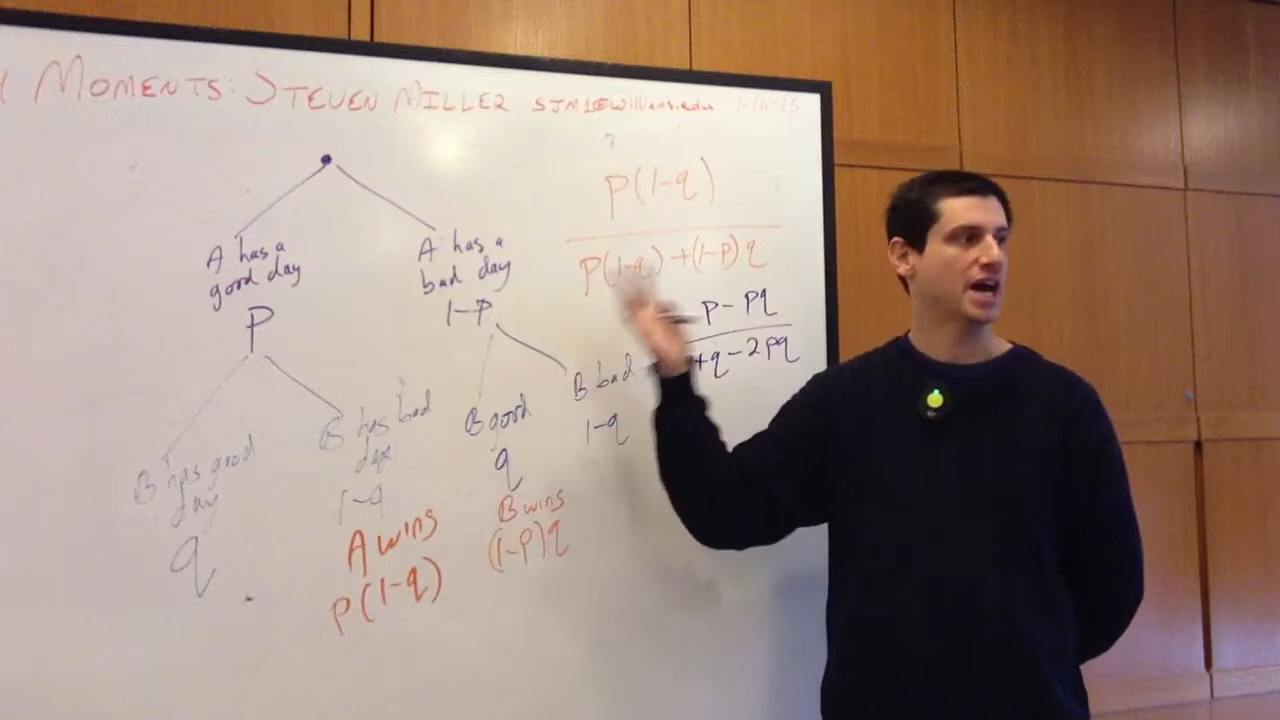 MOMENTS: STEVEN MILLER sjm1@williams.edu
A has a
good day
P
A has a
bad day
1-P
B has good
day
q
B has bad
day
1-q
B good
q
B bad
1-q
A wins
P(1-q)
B wins
(1-P)q
P(1-q)
P(1-q)+(1-P)q
P-Pq
+q-2Pq